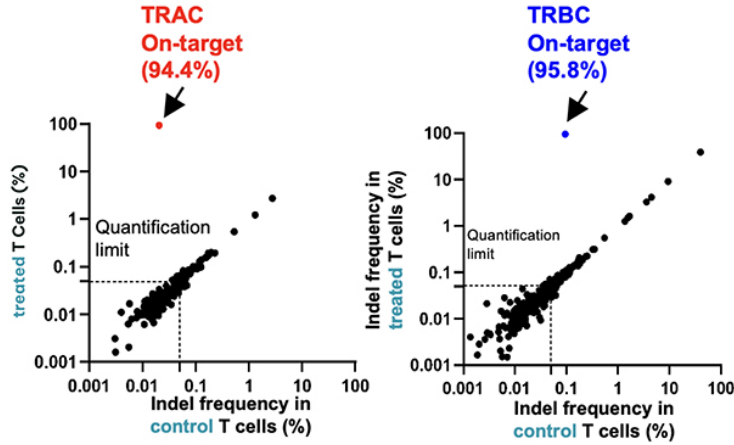 TRAC
On-target
(94.4%)
treated T Cells (%)
100
10
1
0.1
0.01
0.001
Quantification
limit
0.001
0.01
0.1
1
10
100
Indel frequency in
control T cells (%)
TRBC
On-target
(95.8%)
Indel frequency in
treated T cells (%)
100
10
1
0.1
0.01
0.001
Quantification
limit
0.001
0.01
0.1
1
10
100
Indel frequency in
control T cells (%)